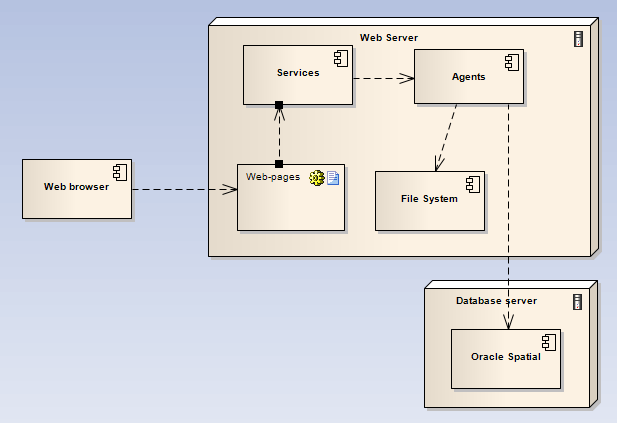 Web Server
Services
Agents
Web browser
Web-pages
File System
Database server
Oracle Spatial